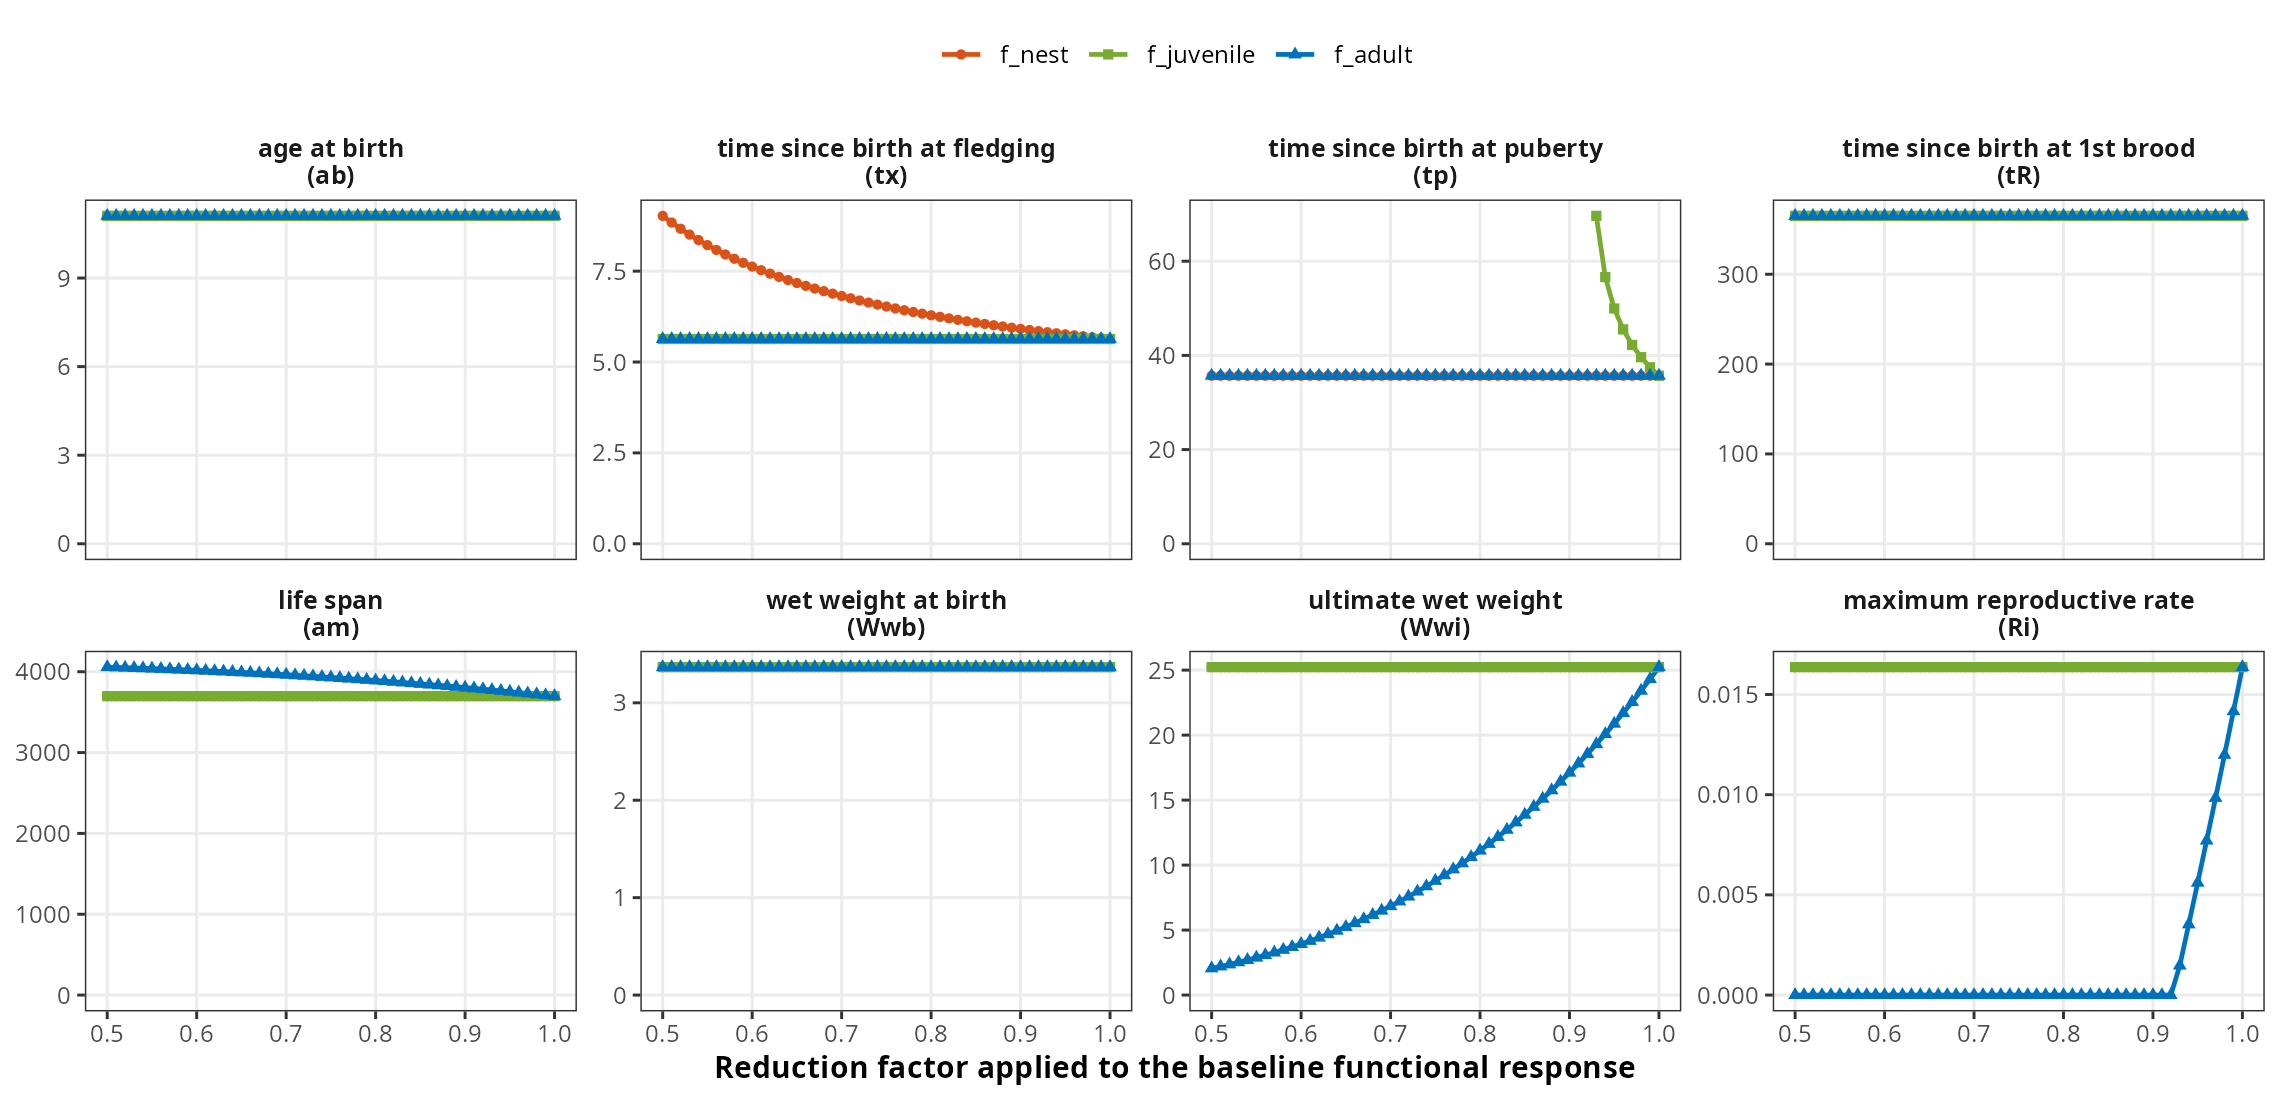 f_nest f_juvenile f_adult
age at birth
(ab)
time since birth at fledging
(tx)
time since birth at puberty
(tp)
time since birth at 1st brood
(tR)
9
6
3
0
7.5
5.0
2.5
0.0
60
40
20
0
300
200
100
0
life span
(am)
wet weight at birth
(Wwb)
ultimate wet weight
(Wwi)
maximum reproductive rate
(Ri)
4000
3000
2000
1000
0
3
2
1
0
25
20
15
10
5
0
0.015
0.010
0.005
0.000
0.5 0.6 0.7 0.8 0.9 1.0
0.5 0.6 0.7 0.8 0.9 1.0
0.5 0.6 0.7 0.8 0.9 1.0
0.5 0.6 0.7 0.8 0.9 1.0
Reduction factor applied to the baseline functional response